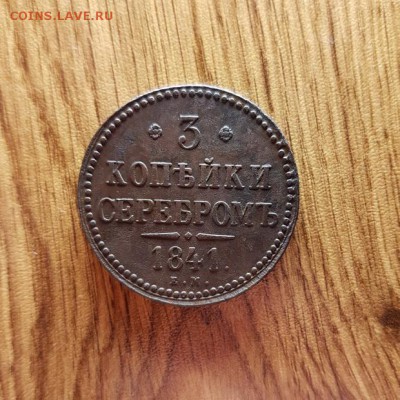 COINS.LAVE.RU
3
КОПѢЙКИ
СЕРЕБРОМЪ
1841.